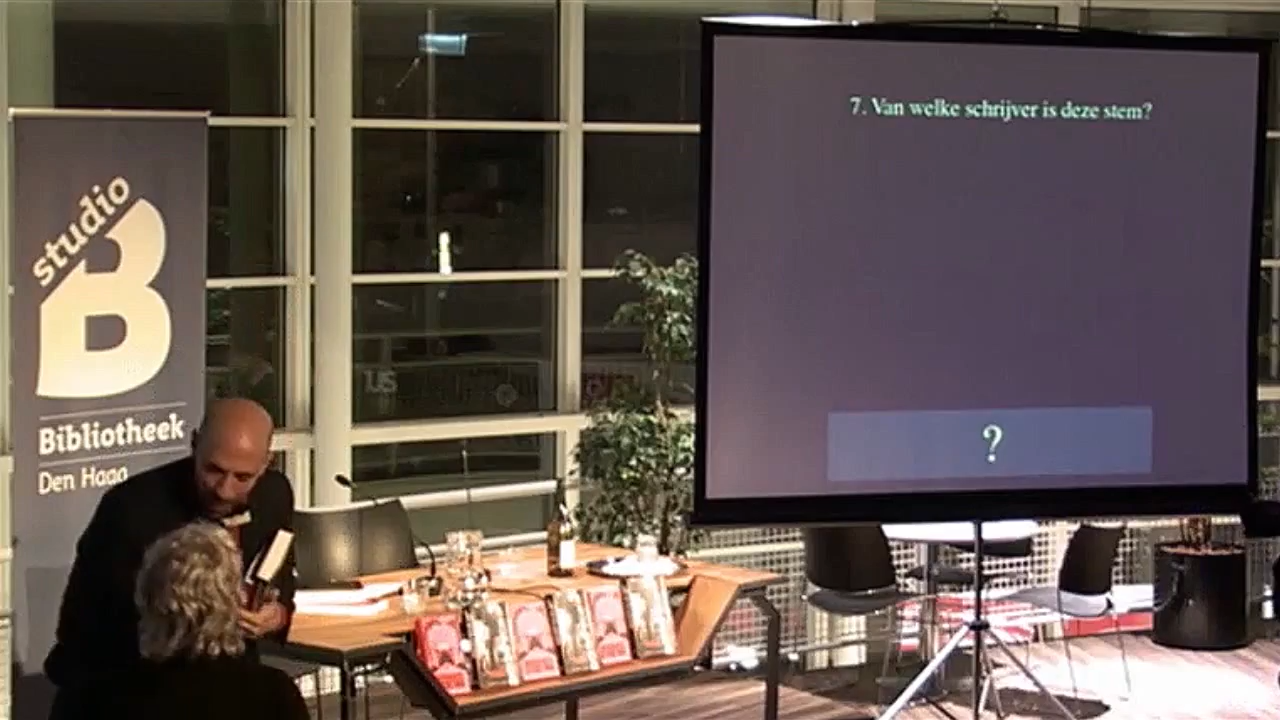 studio
B
Bibliotheek
Den Haag
7. Van welke schrijver is deze stem?
?